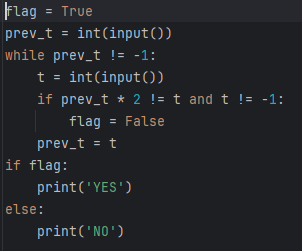 flag = True
prev_t = int(input())
while prev_t != -1:
    t = int(input())
    if prev_t * 2 != t and t != -1:
        flag = False
    prev_t = t
if flag:
    print('YES')
else:
    print('NO')